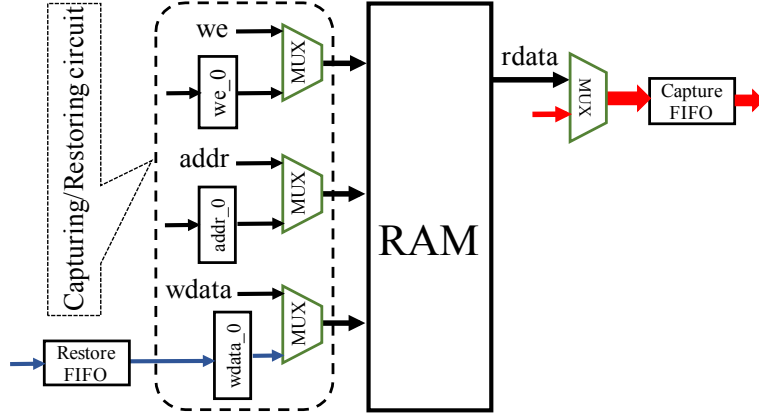 Capturing/Restoring circuit
we
we_0
MUX
addr
addr_0
MUX
wdata
wdata_0
MUX
Restore
FIFO
RAM
rdata
MUX
Capture
FIFO